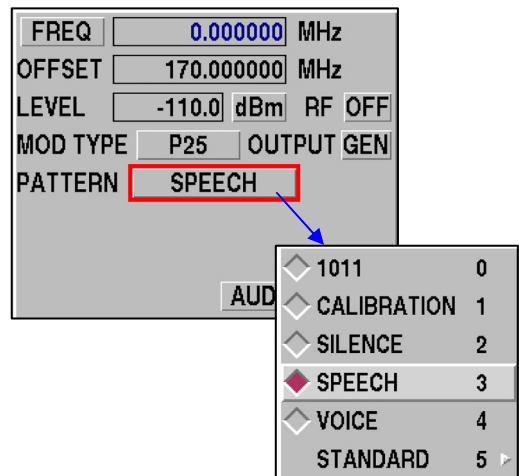 FREQ 0.000000 MHz
OFFSET 170.000000 MHz
LEVEL -110.0 dBm RF OFF
MOD TYPE P25 OUTPUT GEN
PATTERN SPEECH
AUD
1011 0
CALIBRATION 1
SILENCE 2
SPEECH 3
VOICE 4
STANDARD 5